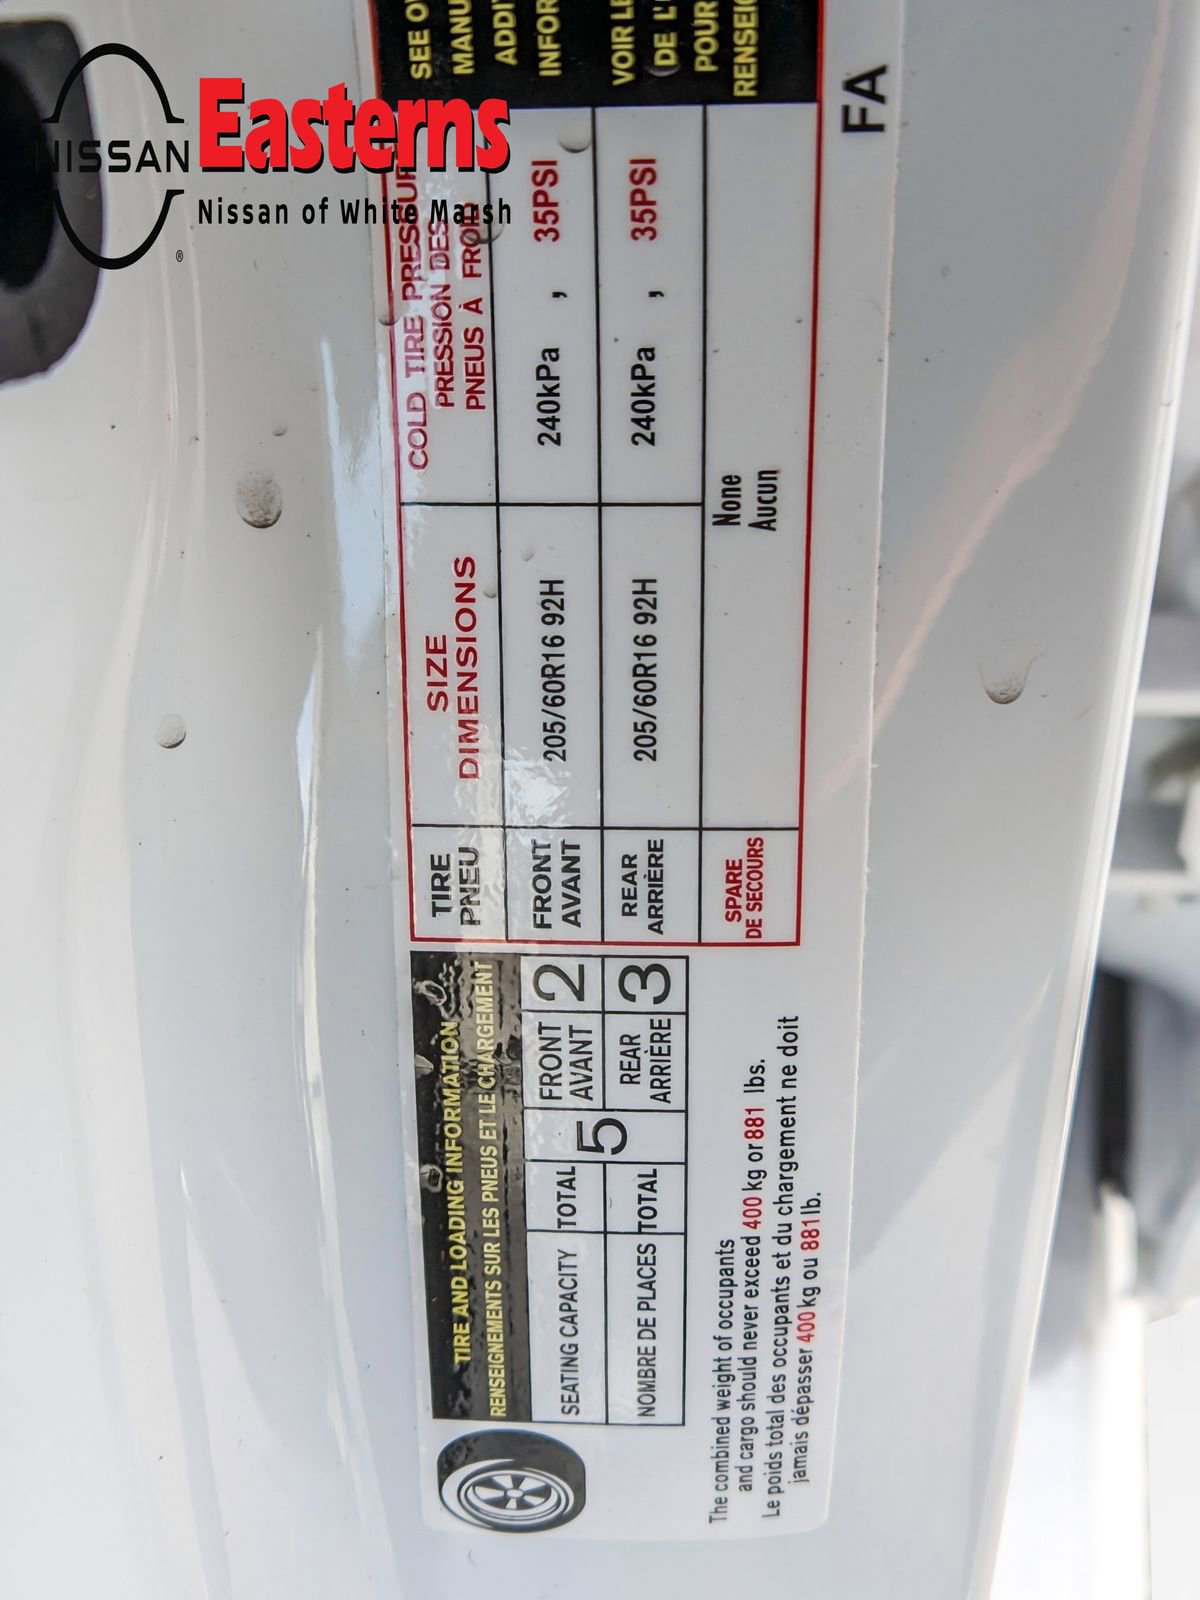 NISSAN
®
Easterns
Nissan of White Marsh
TIRE AND LOADING INFORMATION
RENSEIGNEMENTS SUR LES PNEUS ET LE CHARGEMENT
SEATING CAPACITY
NOMBRE DE PLACES
TOTAL
TOTAL
5
FRONT
AVANT
2
REAR
ARRIÈRE
3
The combined weight of occupants
and cargo should never exceed 400 kg or 881 lbs.
Le poids total des occupants et du chargement ne doit
jamais dépasser 400 kg ou 881 lb.
TIRE
PNEU
SIZE
DIMENSIONS
COLD TIRE PRESSUR
PRESSION DES
PNEUS À FROID
FRONT
AVANT
205/60R16 92H
240kPa , 35PSI
REAR
ARRIÈRE
205/60R16 92H
240kPa , 35PSI
SPARE
DE SECOURS
None
Aucun
SEE
MANU
ADDI
INFOR
VOIR LE
DE L'
POUR
RENSEI
FA